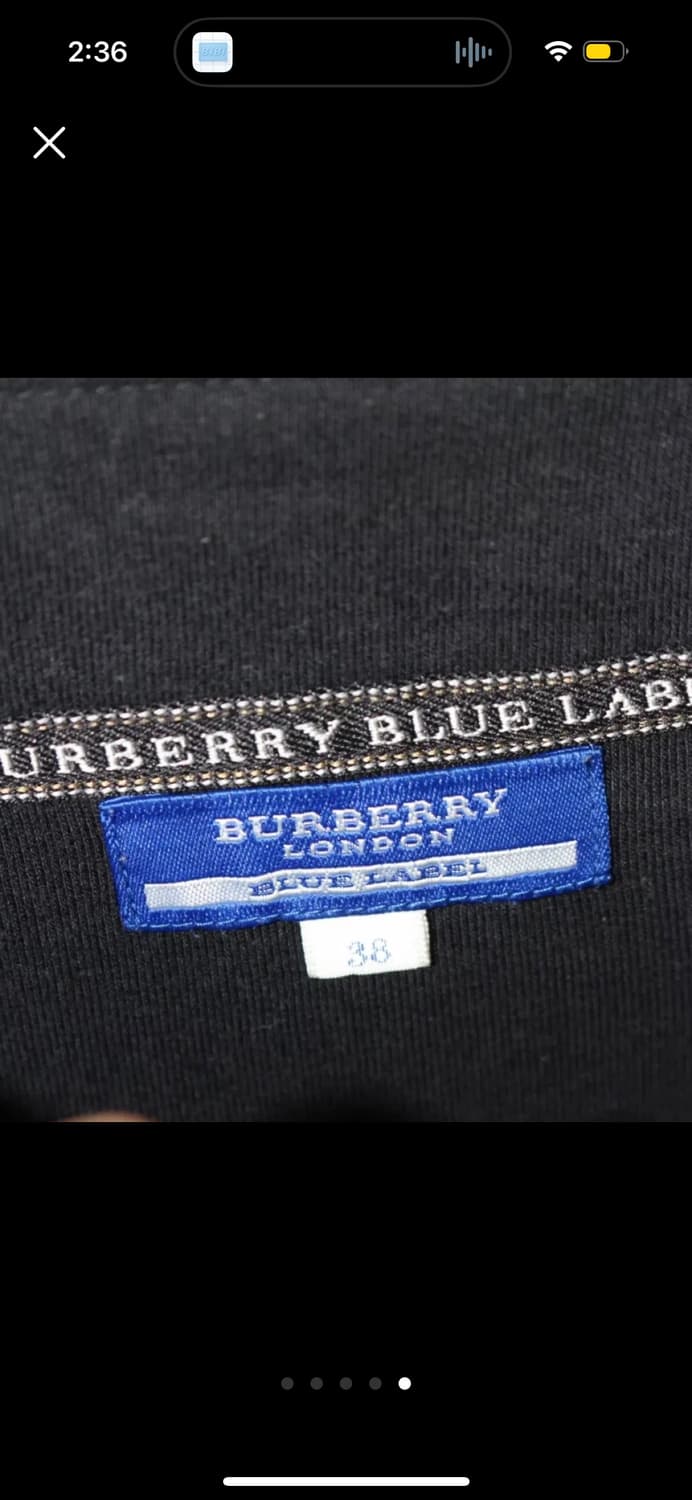 2:36
URBERRY BLUE LAB
BURBERRY
LONDON
BLUE LABEL
38